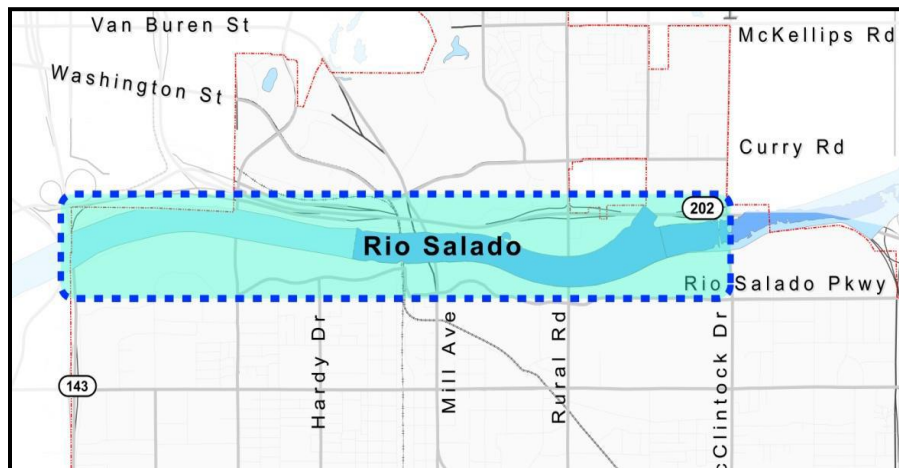 Van Buren St
McKellips Rd
Washington St
Curry Rd
202
Rio Salado
Rio Salado Pkwy
143
Hardy Dr
Mill Ave
Rural Rd
cClintock Dr